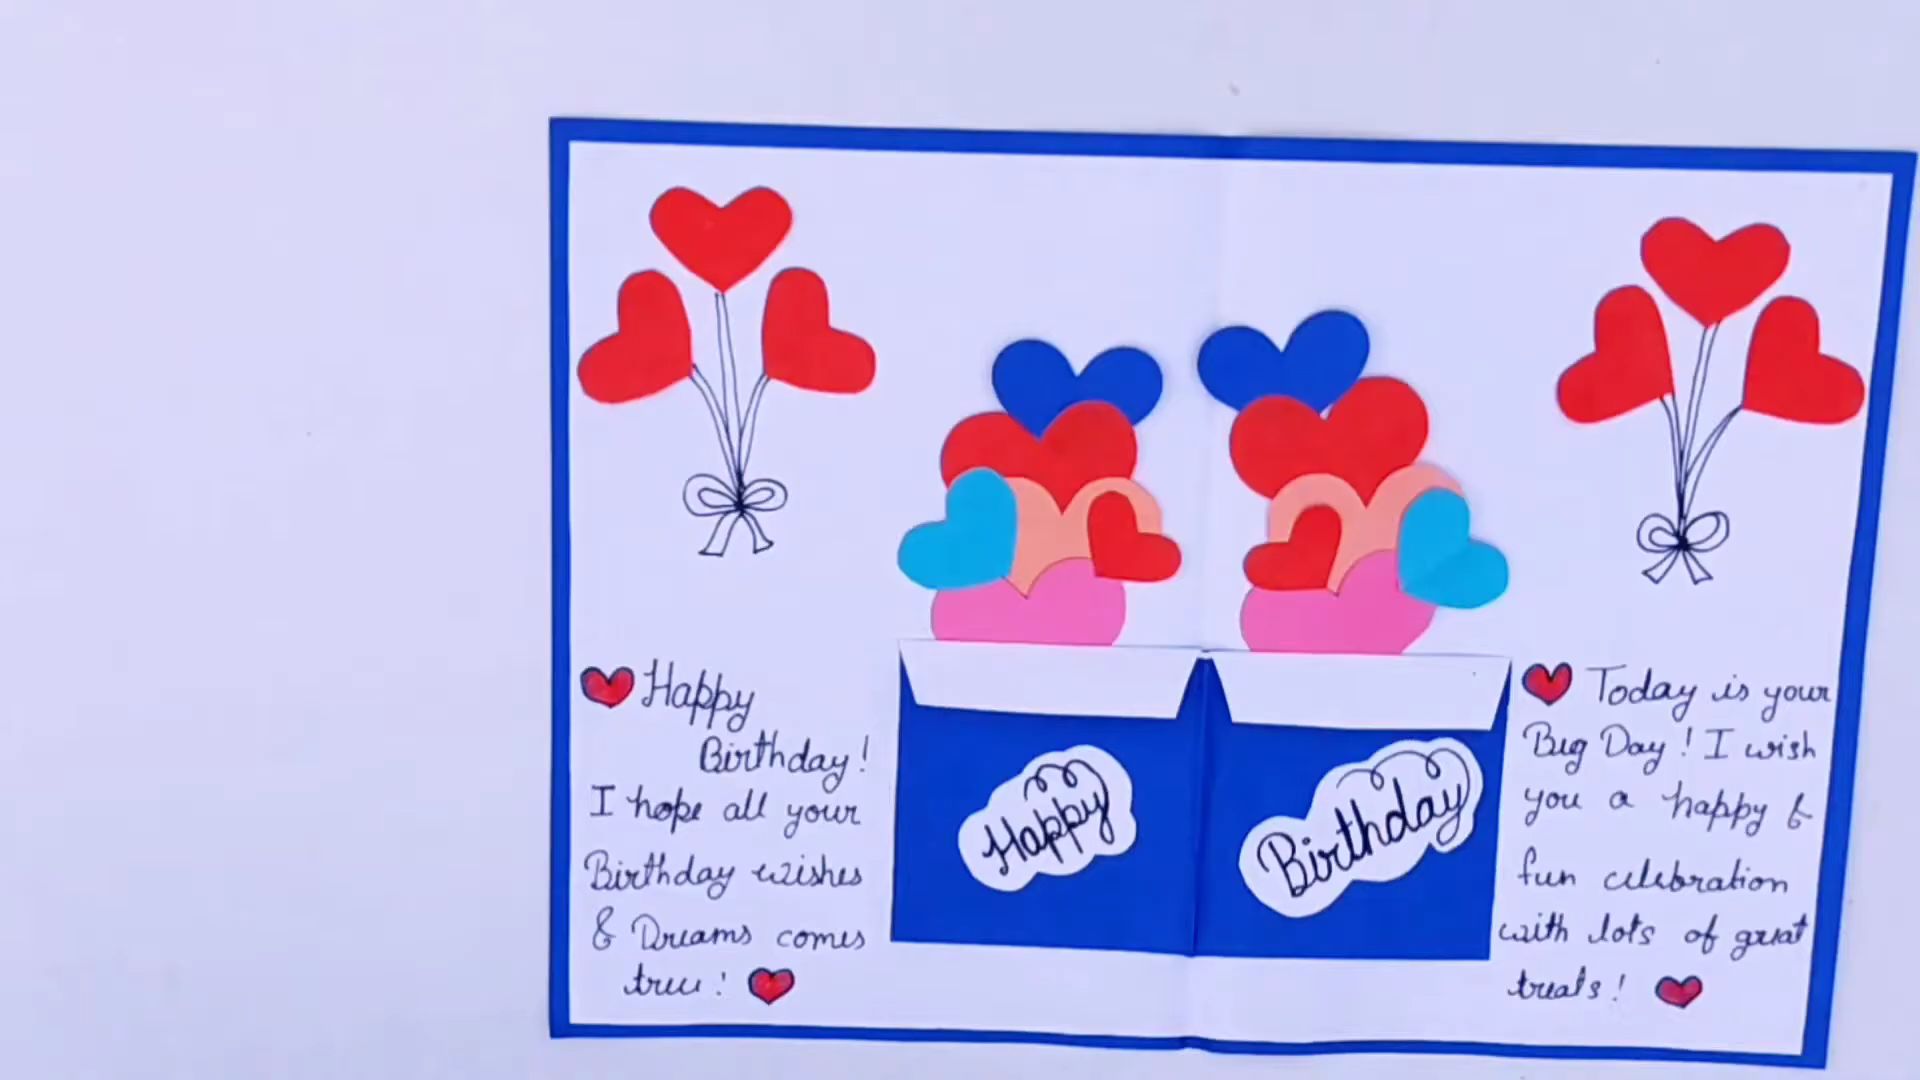 Happy
Birthday!
I hope all your
Birthday wishes
& Dreams comes
true!
Happy
Birthday
Today is your
Big Day! I wish
you a happy &
fun celebration
with lots of great
treats!